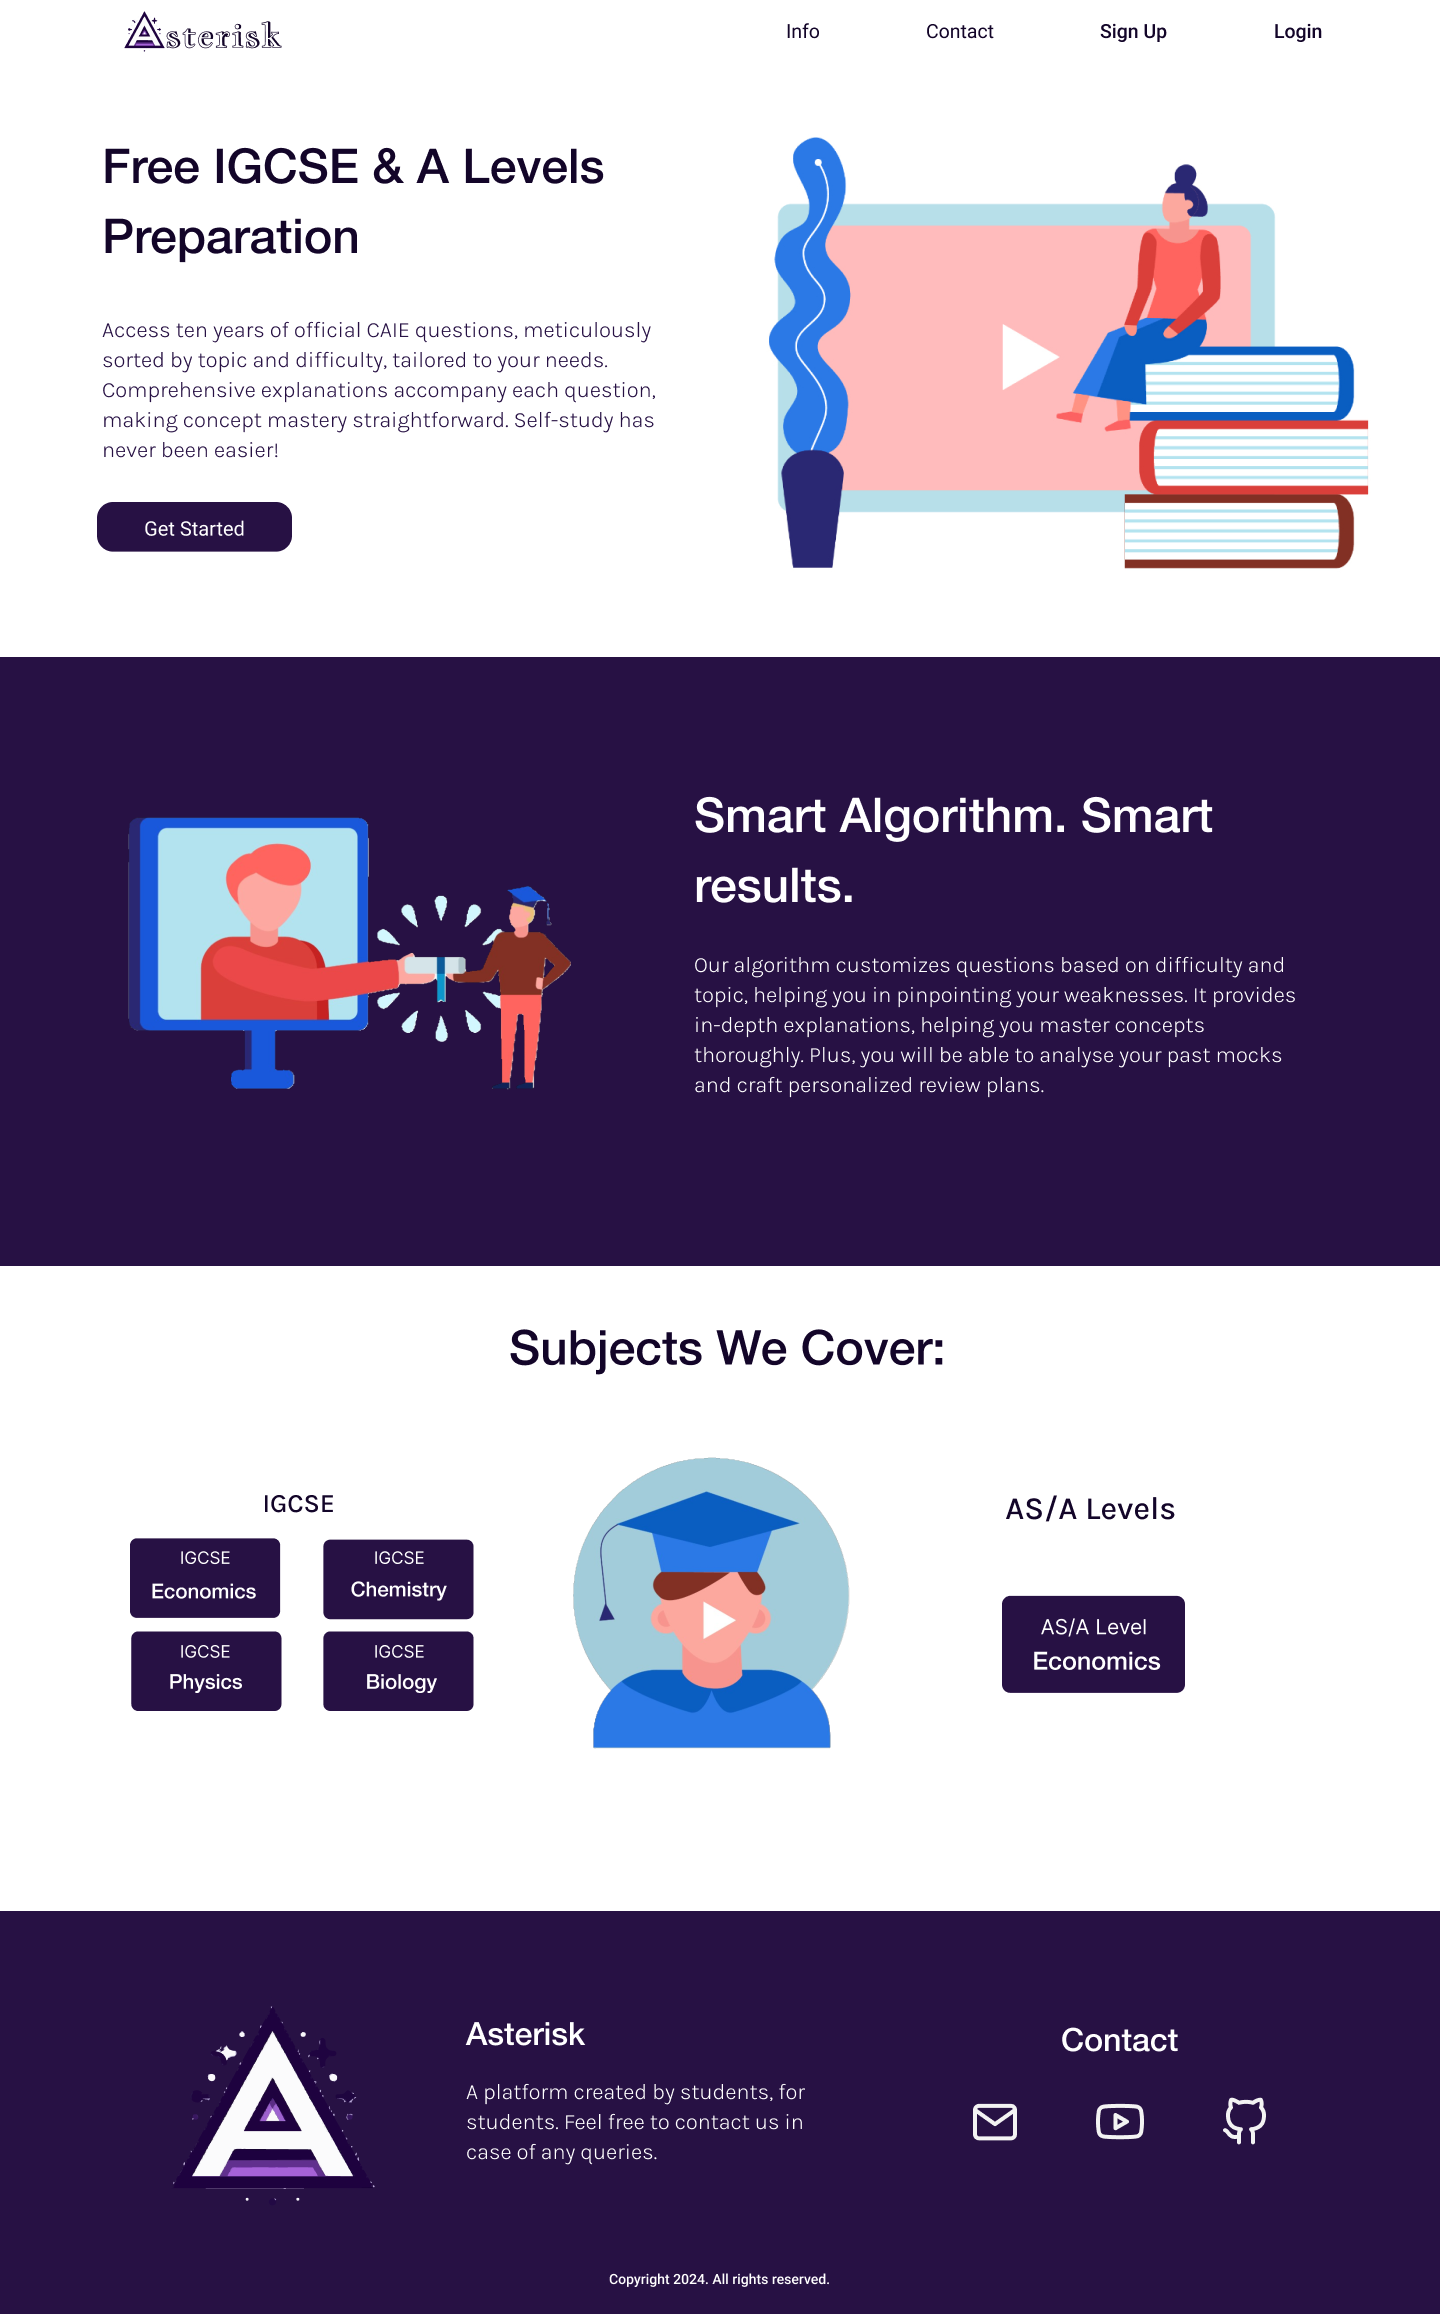 Asterisk
Info
Contact
Sign Up
Login
Free IGCSE & A Levels
Preparation
Access ten years of official CAIE questions, meticulously
sorted by topic and difficulty, tailored to your needs.
Comprehensive explanations accompany each question,
making concept mastery straightforward. Self-study has
never been easier!
Get Started
Smart Algorithm. Smart
results.
Our algorithm customizes questions based on difficulty and
topic, helping you in pinpointing your weaknesses. It provides
in-depth explanations, helping you master concepts
thoroughly. Plus, you will be able to analyse your past mocks
and craft personalized review plans.
Subjects We Cover:
IGCSE
IGCSE
Economics
IGCSE
Chemistry
IGCSE
Physics
IGCSE
Biology
AS/A Levels
AS/A Level
Economics
A
Asterisk
A platform created by students, for
students. Feel free to contact us in
case of any queries.
Contact
Copyright 2024. All rights reserved.